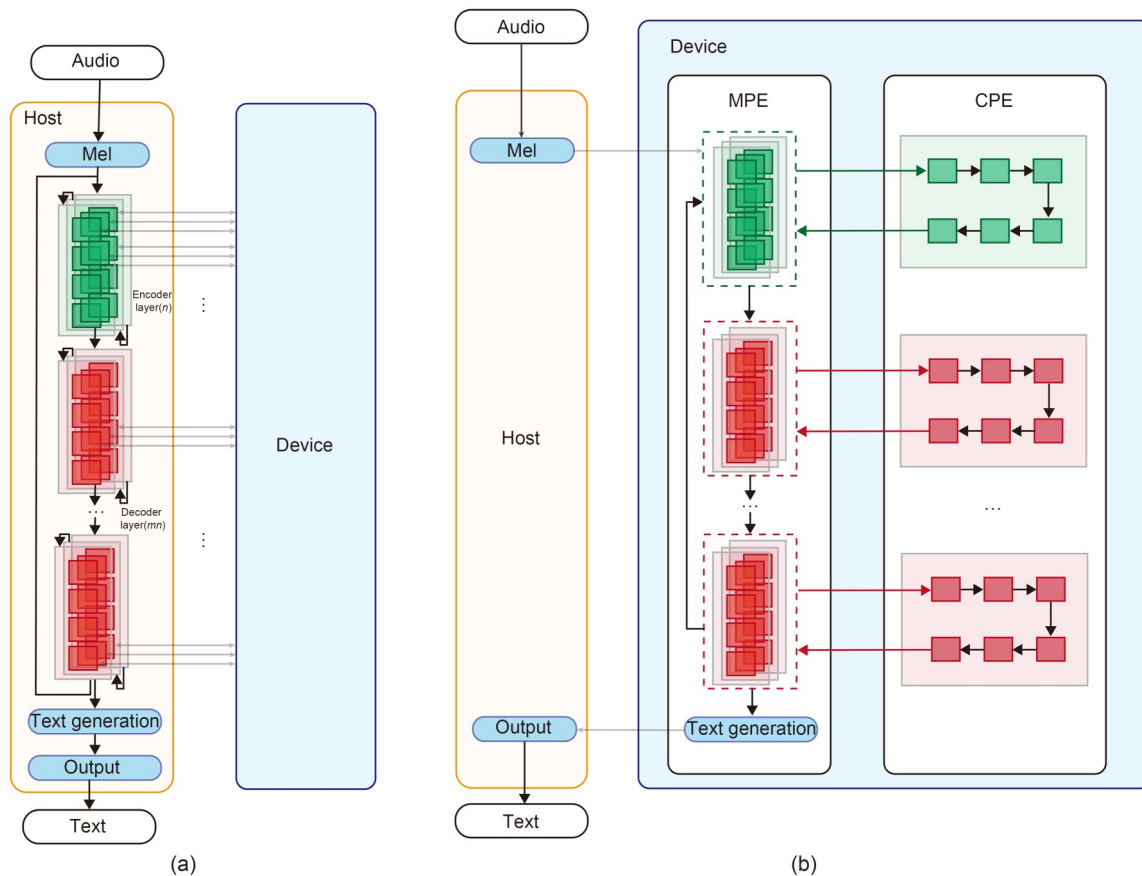 Audio
Host
Mel
Encoder
layer(n)
⋮
Device
...
Decoder
layer(mn)
⋮
Text generation
Output
Text
(a)
Audio
Device
MPE
CPE
Mel
Host
...
...
Output
Text generation
Text
(b)